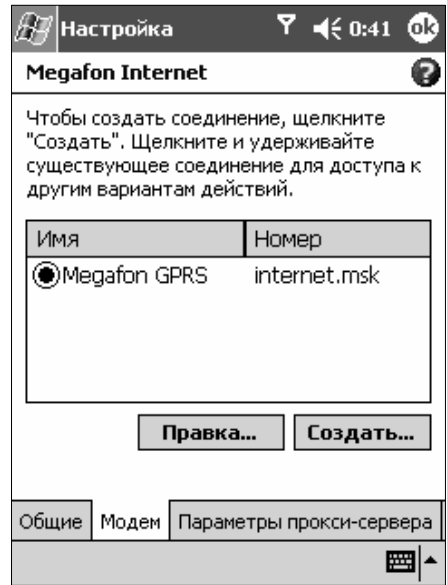 Настройка 0:41 ok
Megafon Internet ?
Чтобы создать соединение, щелкните
"Создать". Щелкните и удерживайте
существующее соединение для доступа к
другим вариантам действий.
Имя Номер
Megafon GPRS internet.msk
Правка... Создать...
Общие Модем Параметры прокси-сервера